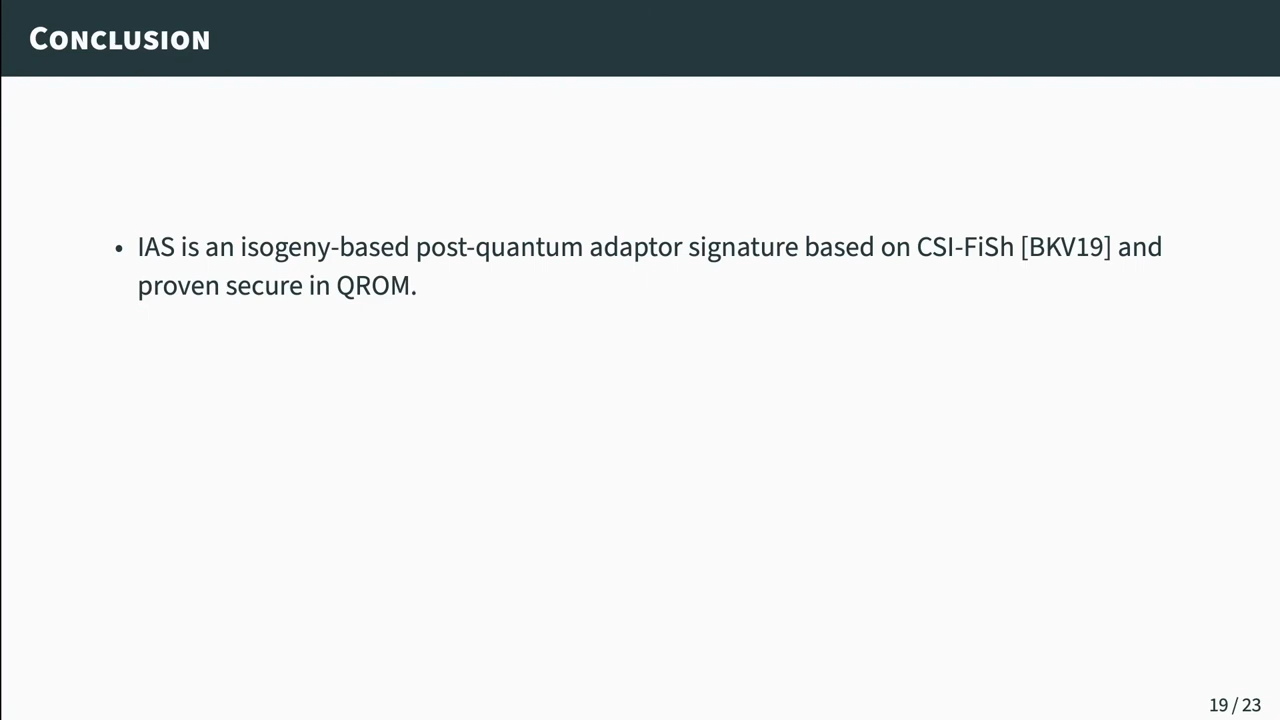 Conclusion
• IAS is an isogeny-based post-quantum adaptor signature based on CSI-FiSh [BKV19] and
proven secure in QROM.
19 / 23